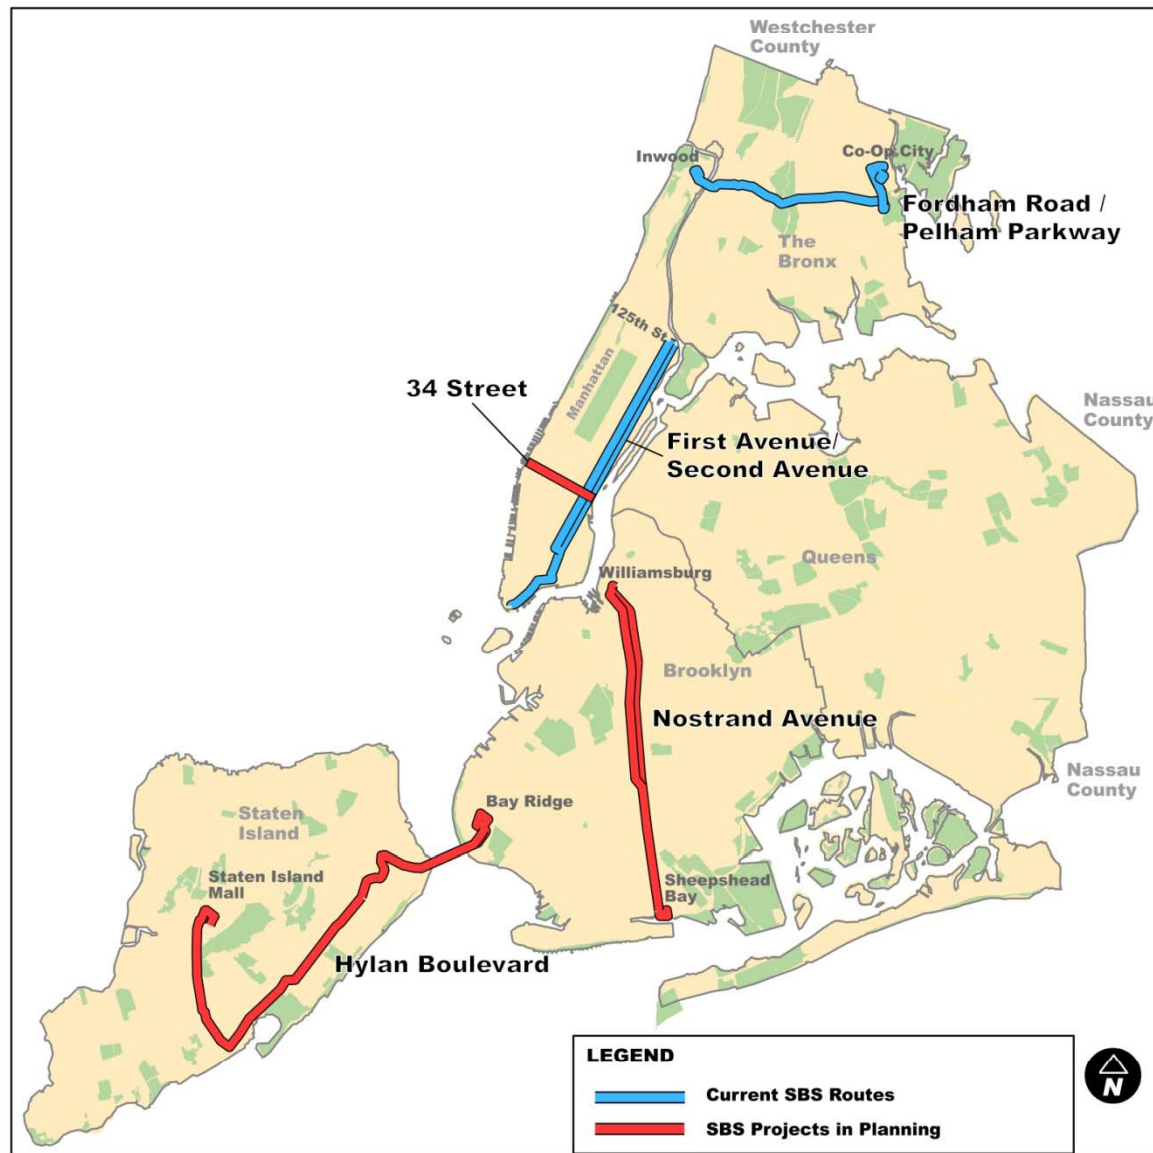 Westchester
County
Inwood
Co-Op City
Fordham Road /
Pelham Parkway
The
Bronx
125th St.
Manhattan
34 Street
Nassau
County
First Avenue/
Second Avenue
Queens
Williamsburg
Brooklyn
Nostrand Avenue
Nassau
County
Bay Ridge
Staten
Island
Staten Island
Mall
Sheepshead
Bay
Hylan Boulevard
LEGEND
Current SBS Routes
SBS Projects in Planning
N